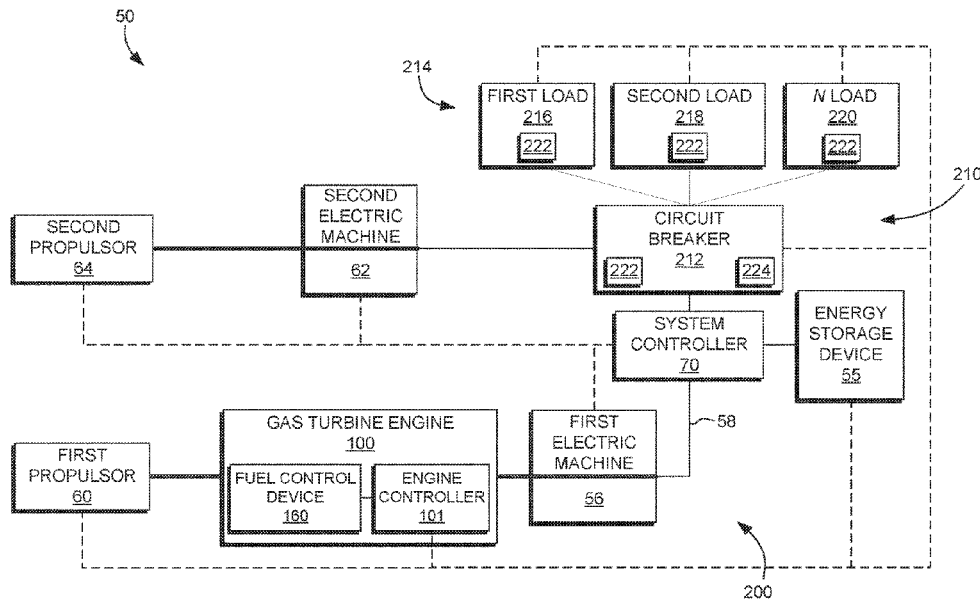 50
214
FIRST LOAD
216
222
SECOND LOAD
218
222
N LOAD
220
222
210
SECOND
PROPULSOR
64
SECOND
ELECTRIC
MACHINE
62
CIRCUIT
BREAKER
212
222
224
SYSTEM
CONTROLLER
70
ENERGY
STORAGE
DEVICE
55
58
FIRST
PROPULSOR
60
GAS TURBINE ENGINE
100
FUEL CONTROL
DEVICE
160
ENGINE
CONTROLLER
101
FIRST
ELECTRIC
MACHINE
56
200